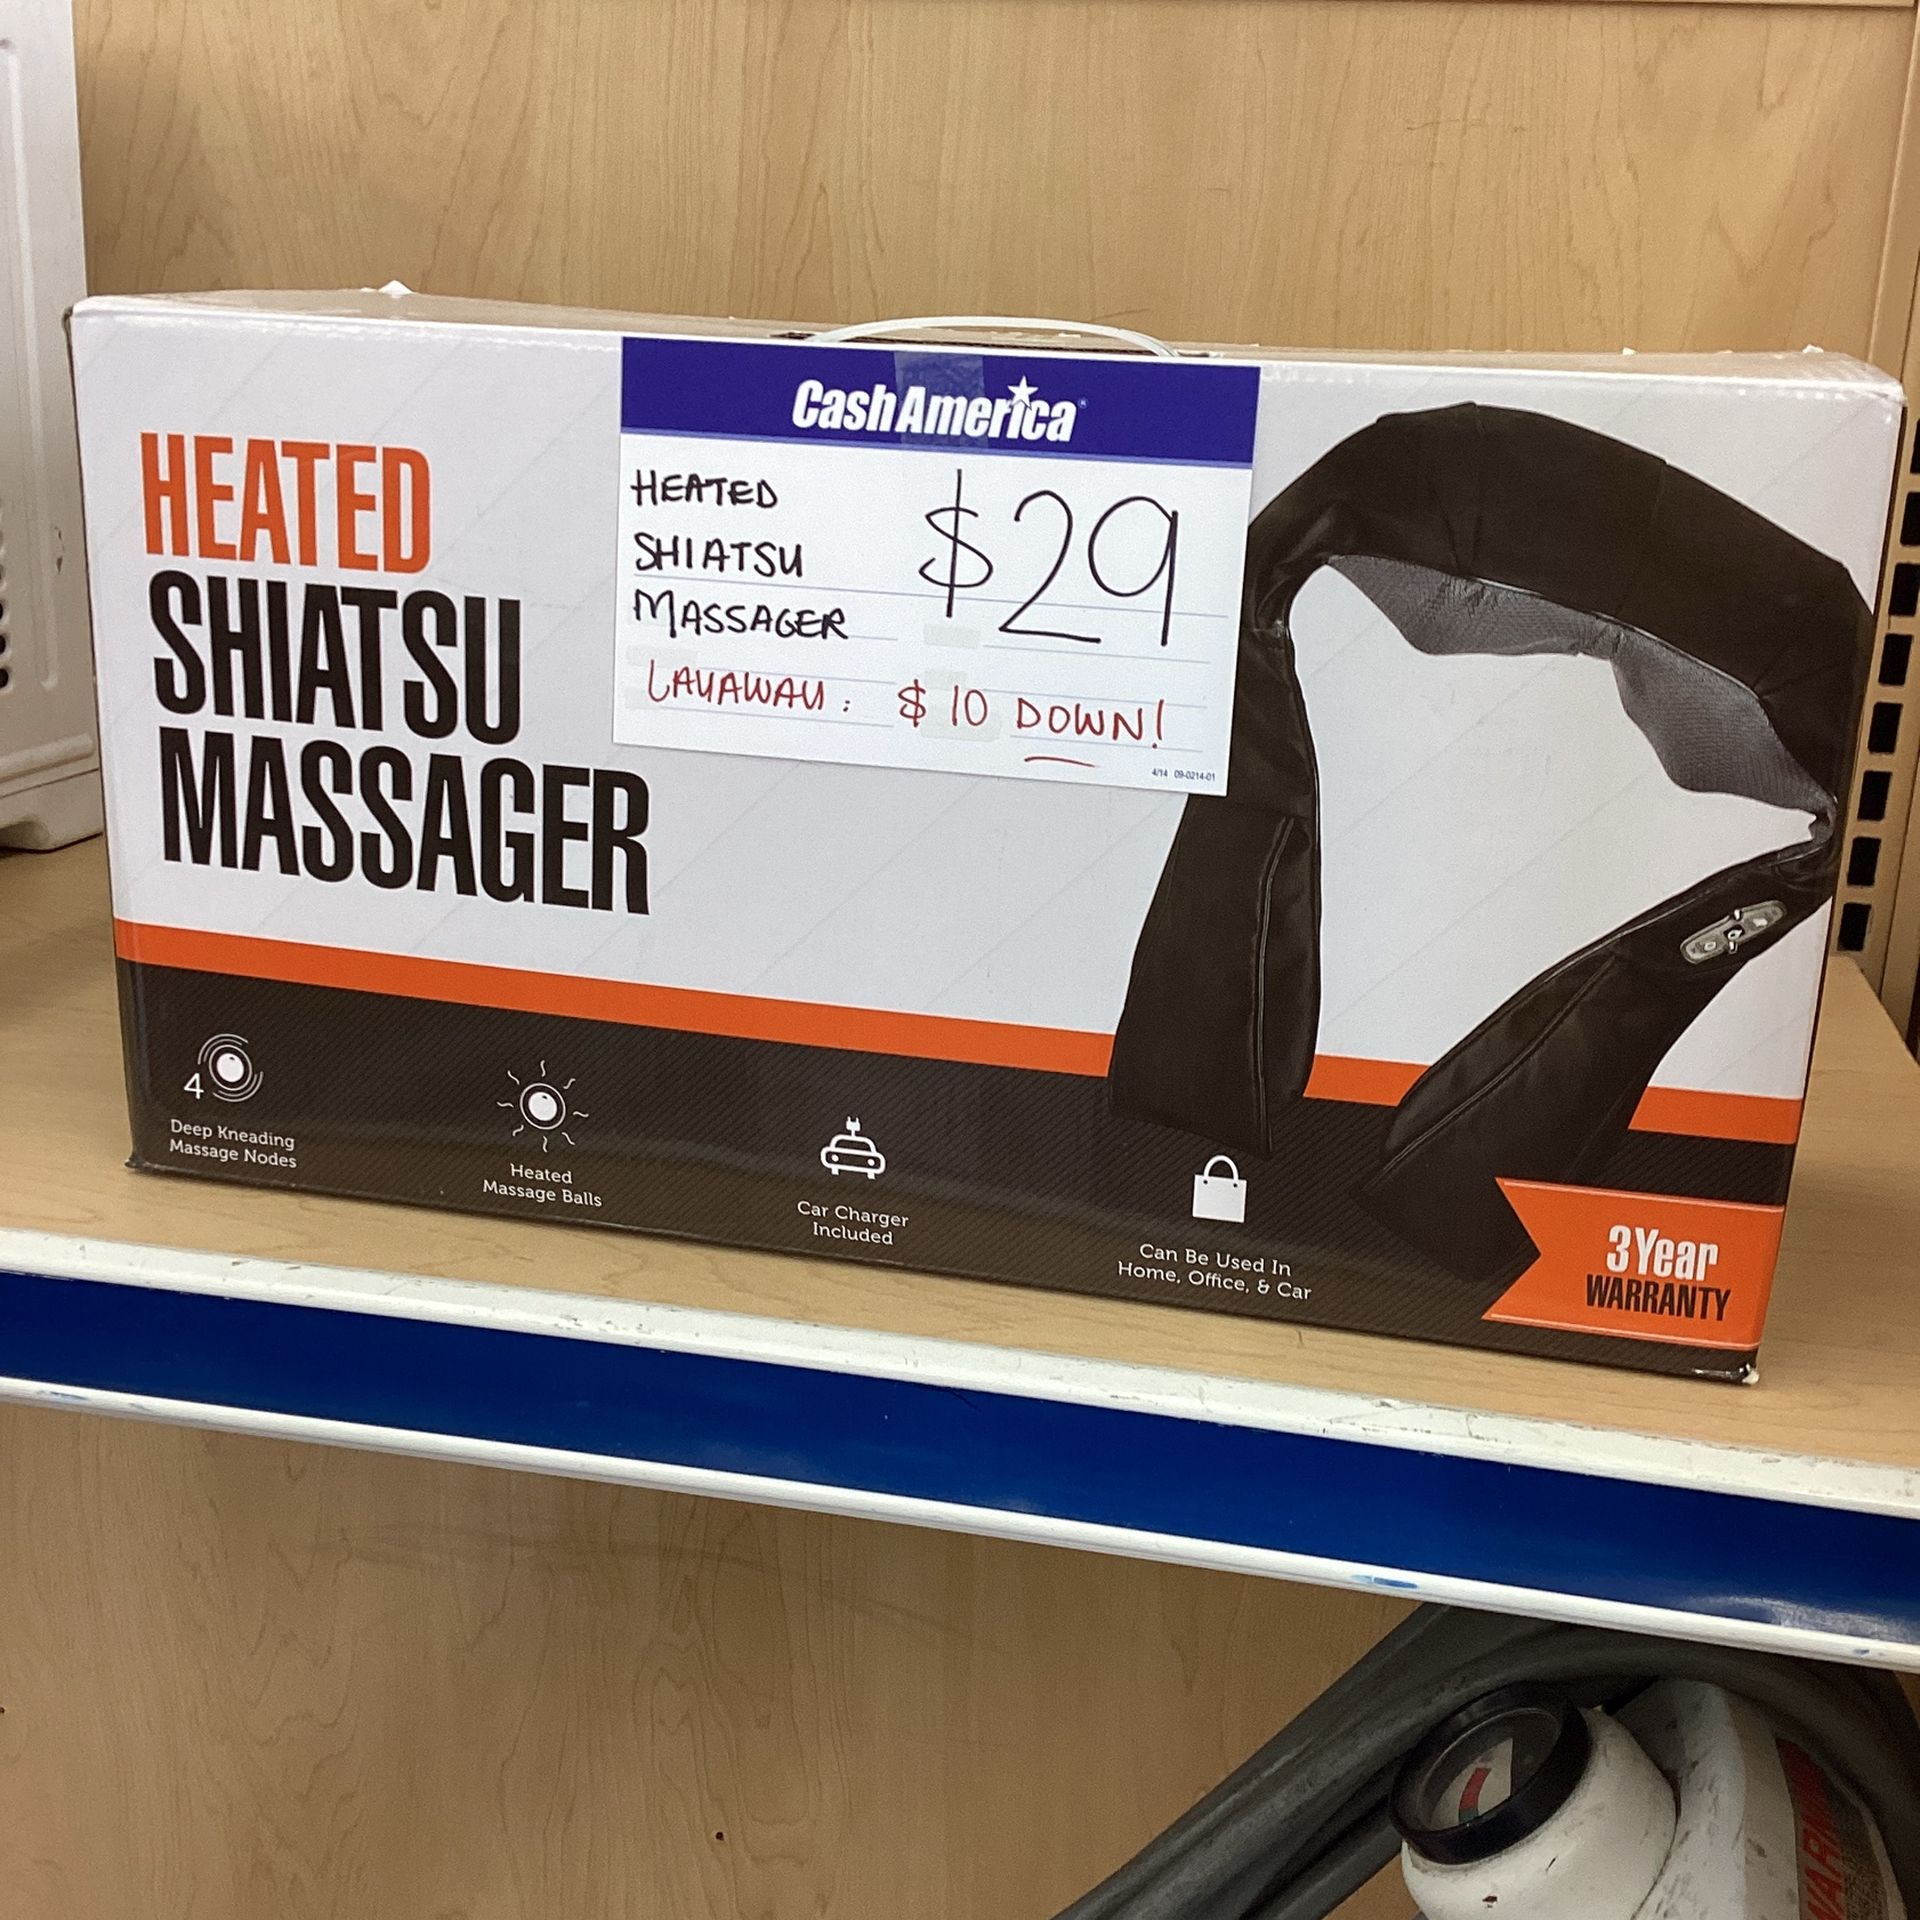 CashAmerica
HEATED
SHIATSU
MASSAGER
$29
LAYAWAY: $10 DOWN!
4/14 09-0214-01
HEATED
SHIATSU
MASSAGER
4
Deep Kneading
Massage Nodes
Heated
Massage Balls
Car Charger
Included
Can Be Used In
Home, Office, & Car
3 Year
WARRANTY